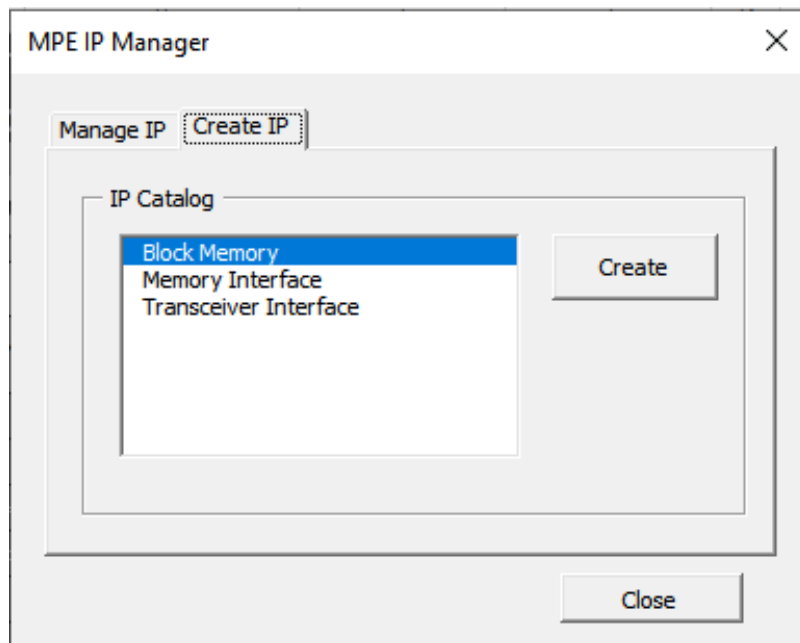 MPE IP Manager
Manage IP Create IP
IP Catalog
Block Memory
Memory Interface
Transceiver Interface
Create
Close